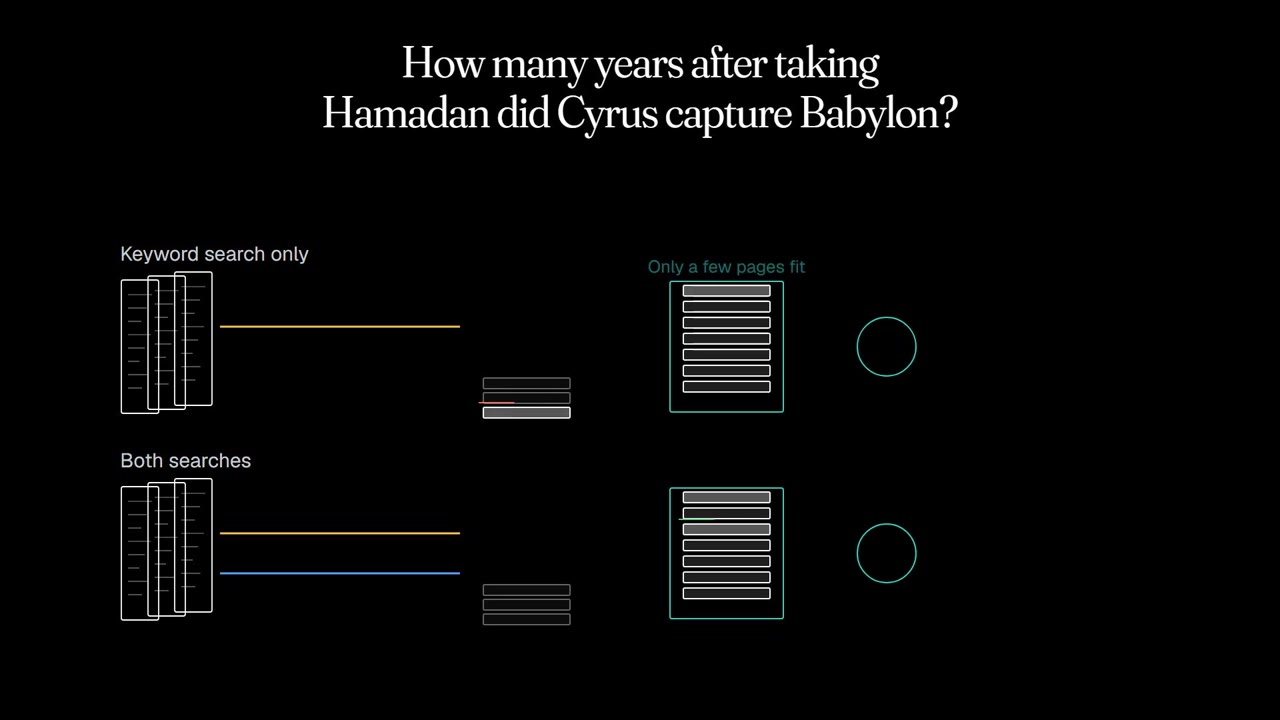 How many years after taking
Hamadan did Cyrus capture Babylon?
Keyword search only
Only a few pages fit
Both searches